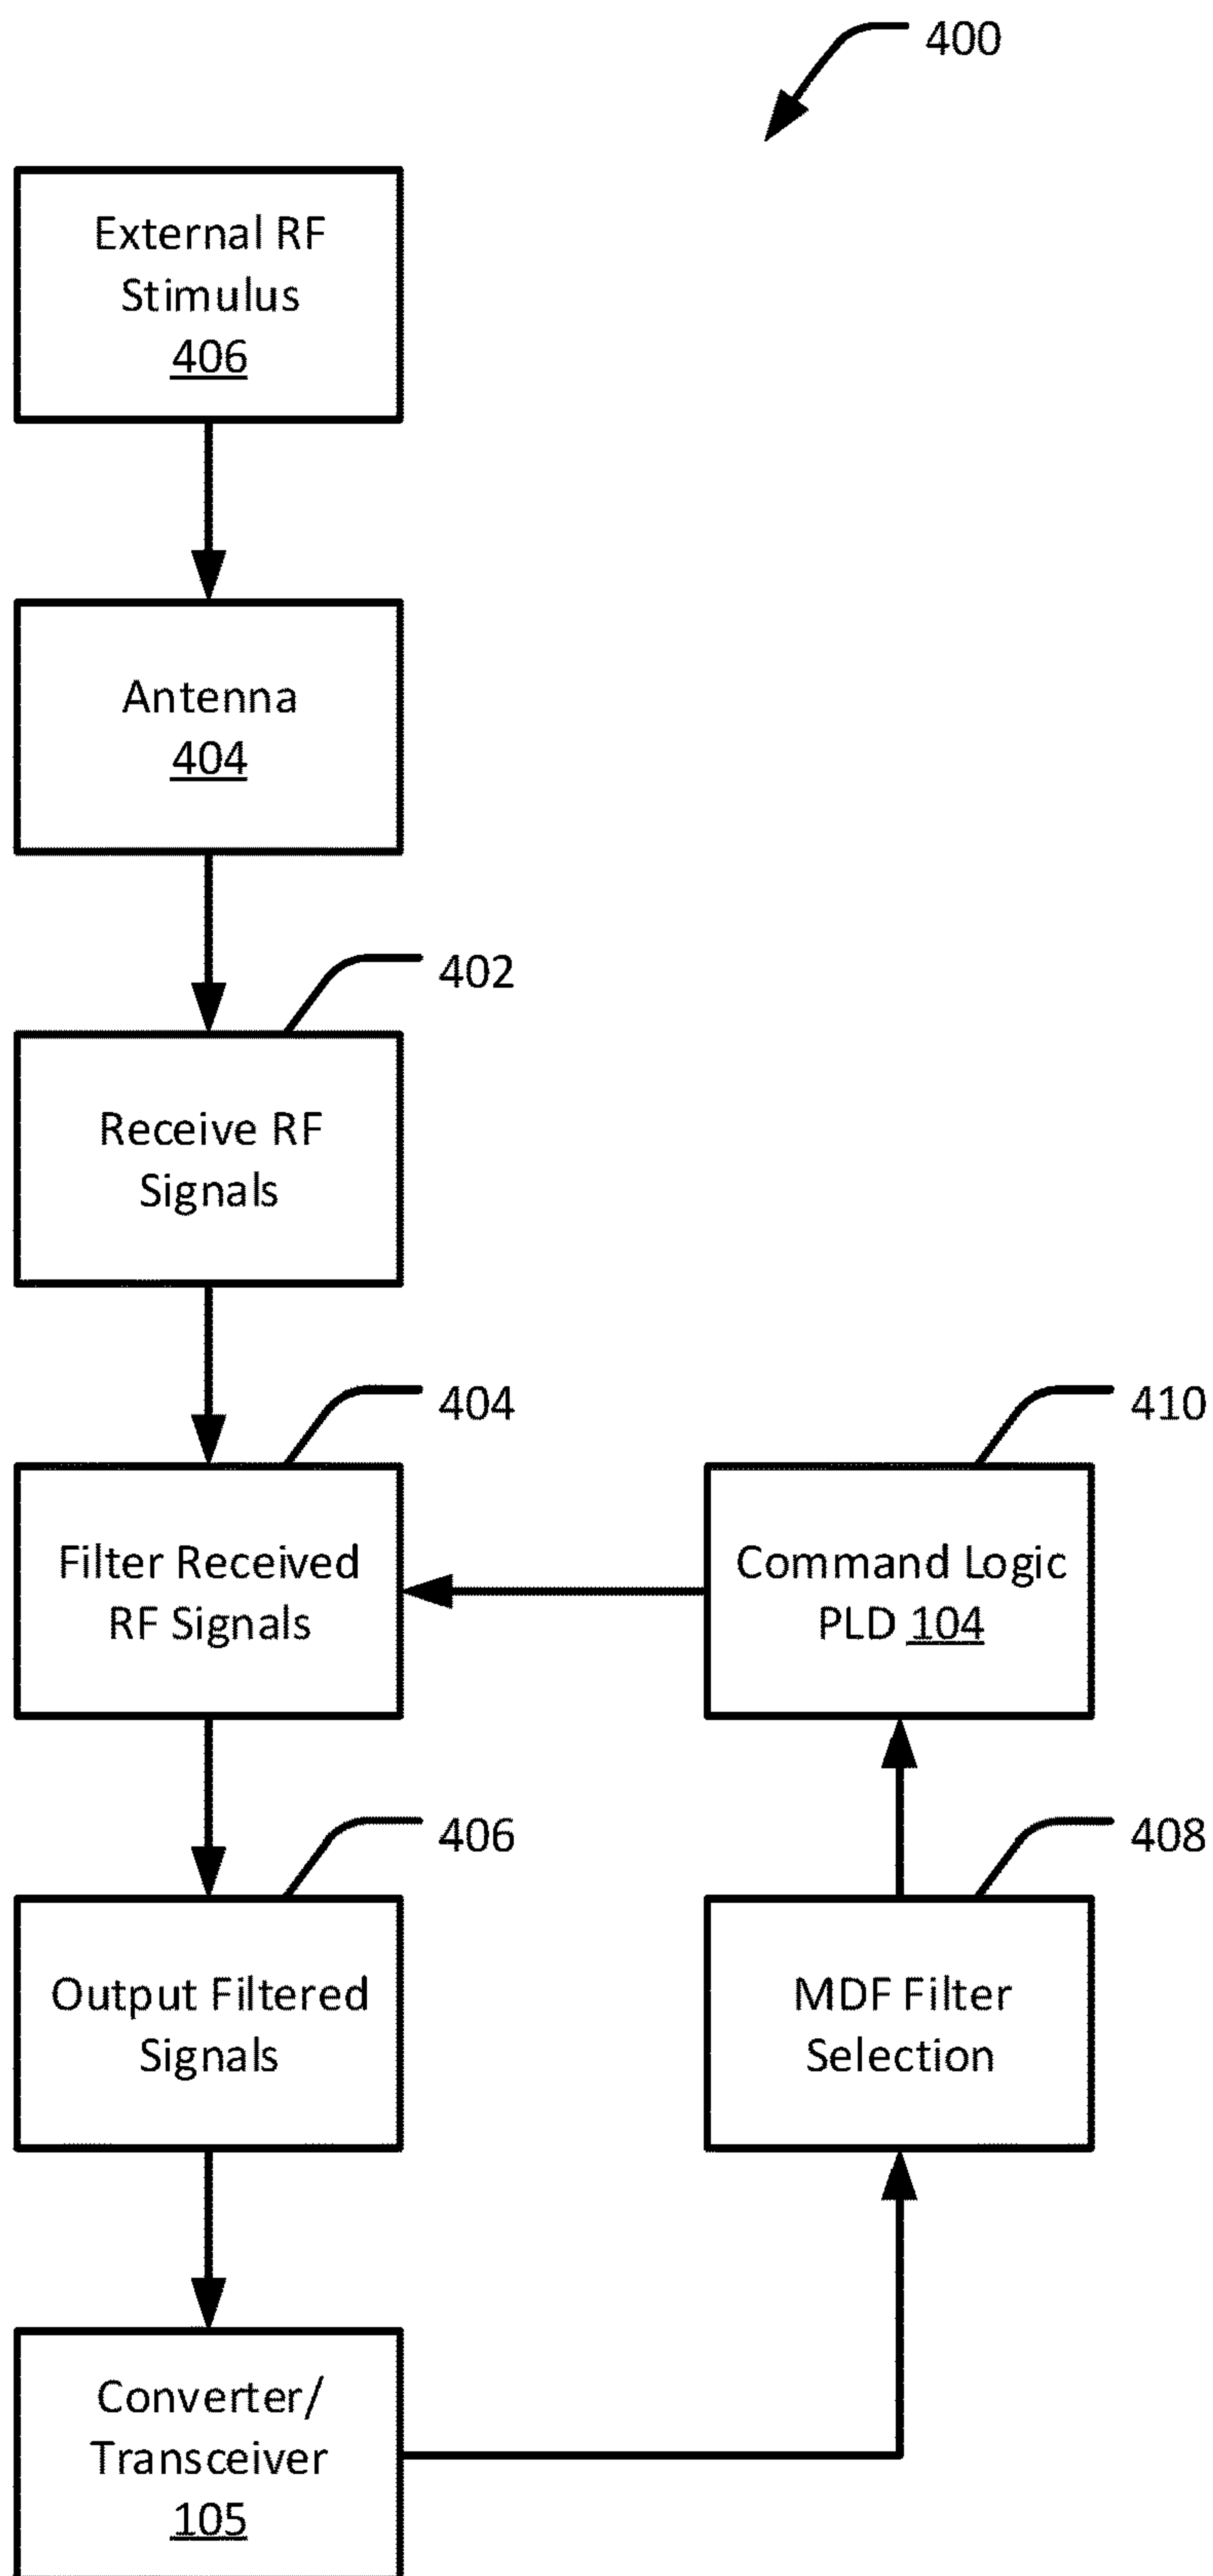 400
External RF
Stimulus
406
Antenna
404
402
Receive RF
Signals
404
Filter Received
RF Signals
410
Command Logic
PLD 104
406
Output Filtered
Signals
408
MDF Filter
Selection
Converter/
Transceiver
105